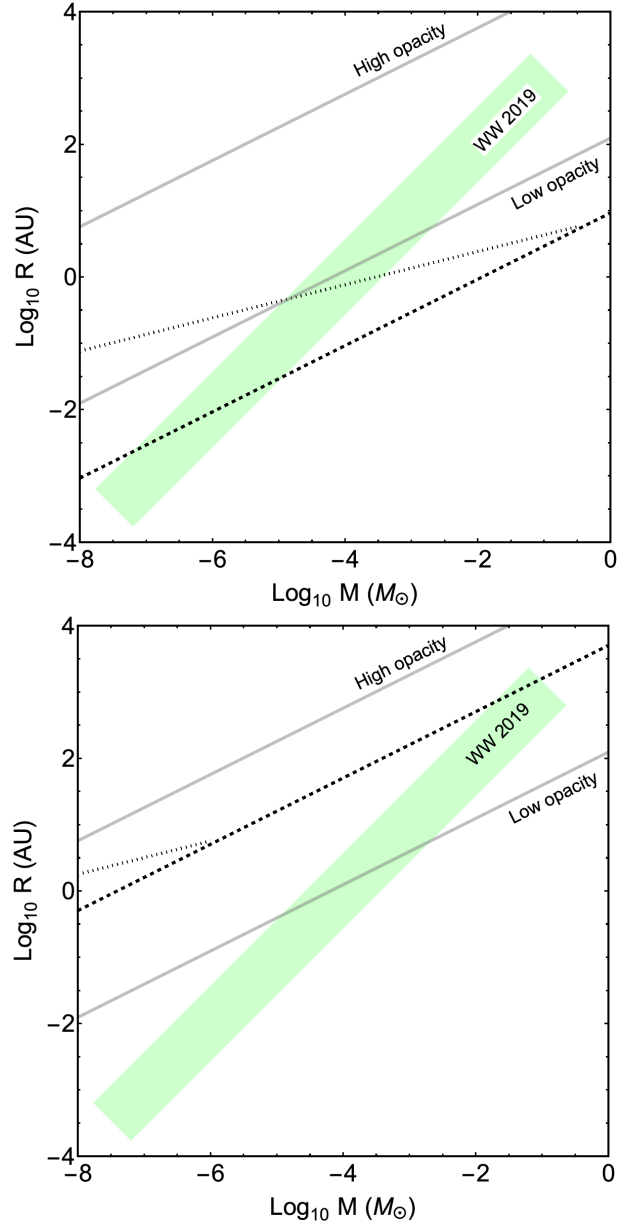 4
High opacity
WW 2019
2
Low opacity
0
−2
−4
Log₁₀ R (AU)
−8
−6
−4
−2
0
Log₁₀ M (M⊙)
4
High opacity
WW 2019
2
Low opacity
0
−2
−4
Log₁₀ R (AU)
−8
−6
−4
−2
0
Log₁₀ M (M⊙)